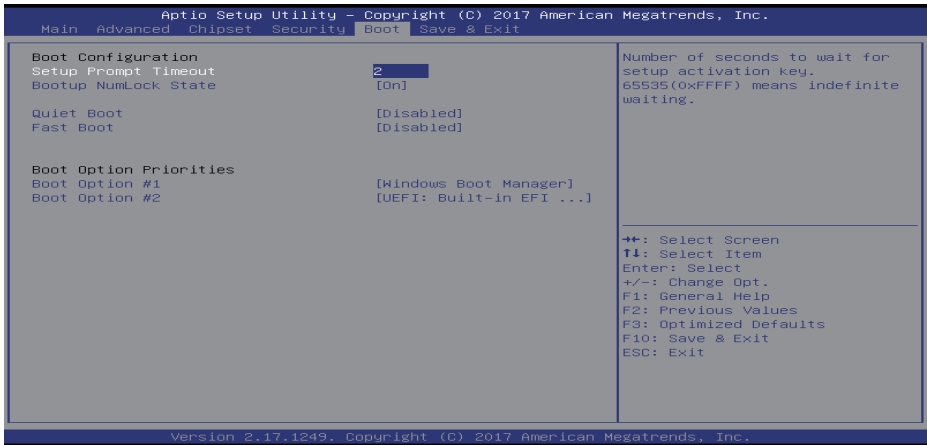 Aptio Setup Utility – Copyright (C) 2017 American Megatrends, Inc.
Main Advanced Chipset Security Boot Save & Exit
Boot Configuration
Setup Prompt Timeout 2
Bootup NumLock State [On]
Quiet Boot [Disabled]
Fast Boot [Disabled]
Boot Option Priorities
Boot Option #1 [Windows Boot Manager]
Boot Option #2 [UEFI: Built-in EFI ...]
Number of seconds to wait for
setup activation key.
65535(0xFFFF) means indefinite
waiting.
→←: Select Screen
↑↓: Select Item
Enter: Select
+/-: Change Opt.
F1: General Help
F2: Previous Values
F3: Optimized Defaults
F10: Save & Exit
ESC: Exit
Version 2.17.1249. Copyright (C) 2017 American Megatrends, Inc.